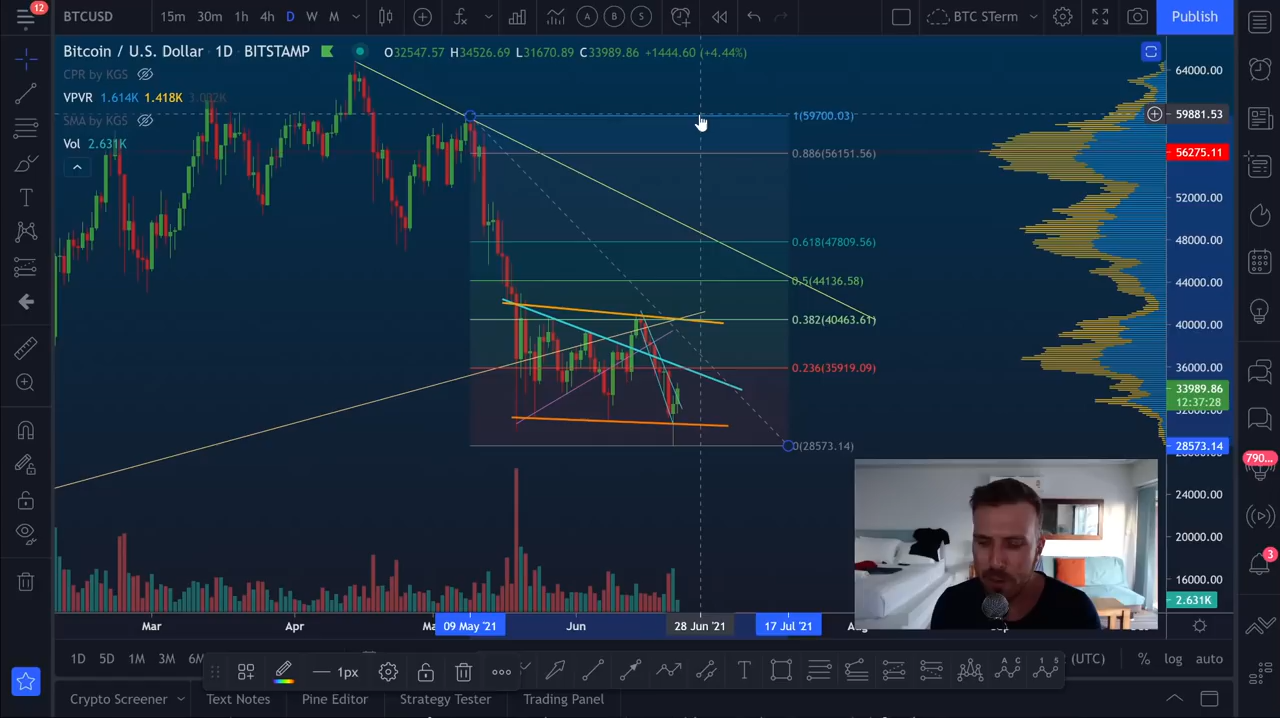 12
BTCUSD
15m 30m 1h 4h D W M
A B S
BTC STerm
Publish
Bitcoin / U.S. Dollar · 1D · BITSTAMP
O32547.57 H34526.69 L31670.89 C33989.86 +1444.60 (+4.44%)
CPR by KGS
VPVR 1.614K 1.418K 3.032K
SMA by KGS
Vol 2.631K
64000.00
59881.53
56275.11
52000.00
48000.00
44000.00
40000.00
36000.00
33989.86
12:37:28
28573.14
24000.00
20000.00
16000.00
2.631K
1(59700.03)
0.886(56151.56)
0.618(47809.56)
0.5(44136.58)
0.382(40463.61)
0.236(35919.09)
0(28573.14)
790...
3
Mar Apr 09 May '21 Jun 28 Jun '21 17 Jul '21
1D 5D 1M 3M 6M
1px
T
(UTC) % log auto
Crypto Screener Text Notes Pine Editor Strategy Tester Trading Panel